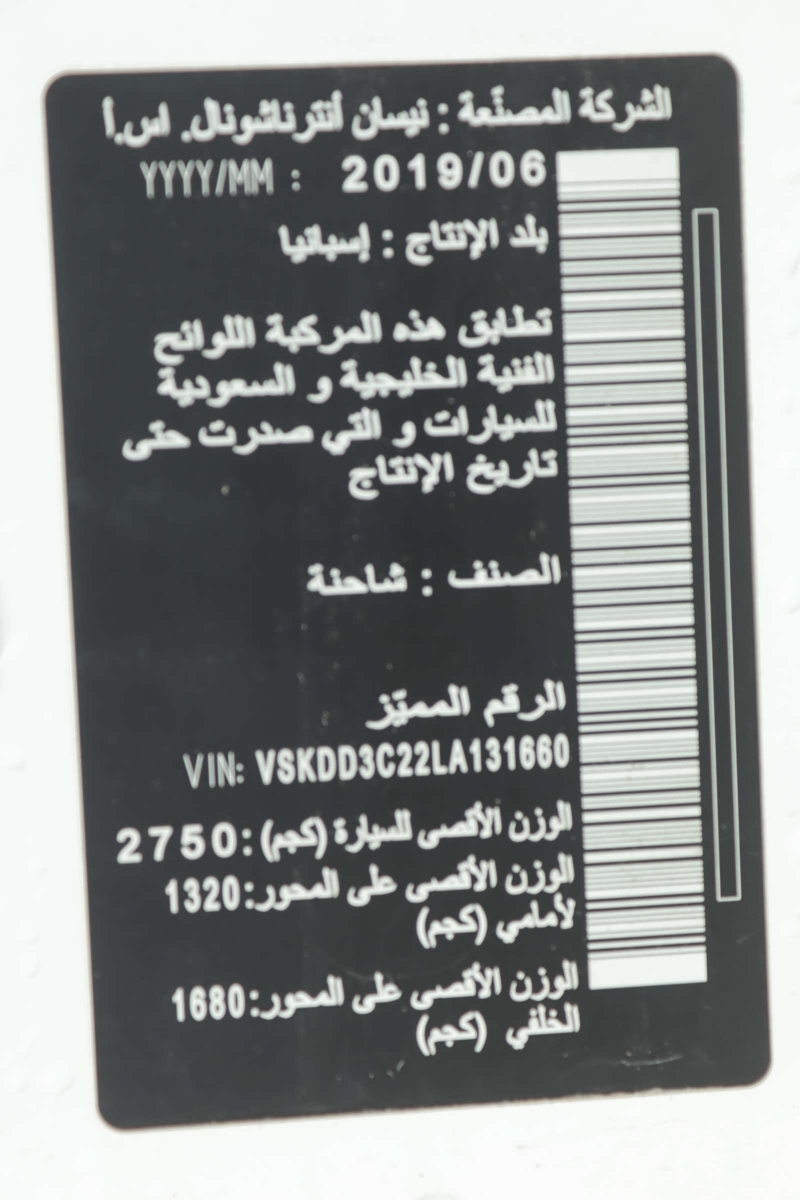 الشركة المصنّعة : نيسان أنترناشونال. اس.أ
YYYY/MM : 2019/06
بلد الإنتاج : إسبانيا
تطابق هذه المركبة اللوائح
الفنية الخليجية و السعودية
للسيارات و التي صدرت حتى
تاريخ الإنتاج
الصنف : شاحنة
الرقم المميّز
VIN: VSKDD3C22LA131660
الوزن الأقصى للسيارة (كجم):2750
الوزن الأقصى على المحور:1320
لأمامي (كجم)
الوزن الأقصى على المحور:1680
الخلفي (كجم)